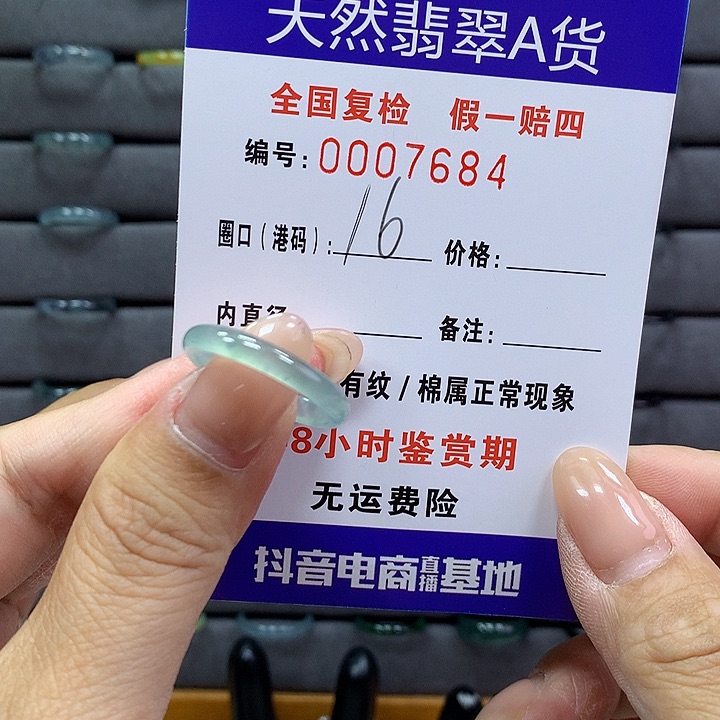 天然翡翠A货
全国复检 假一赔四
编号:0007684
圈口(港码):16 价格:
内直径 备注:
有纹/棉属正常现象
8小时鉴赏期
无运费险
抖音电商直播基地